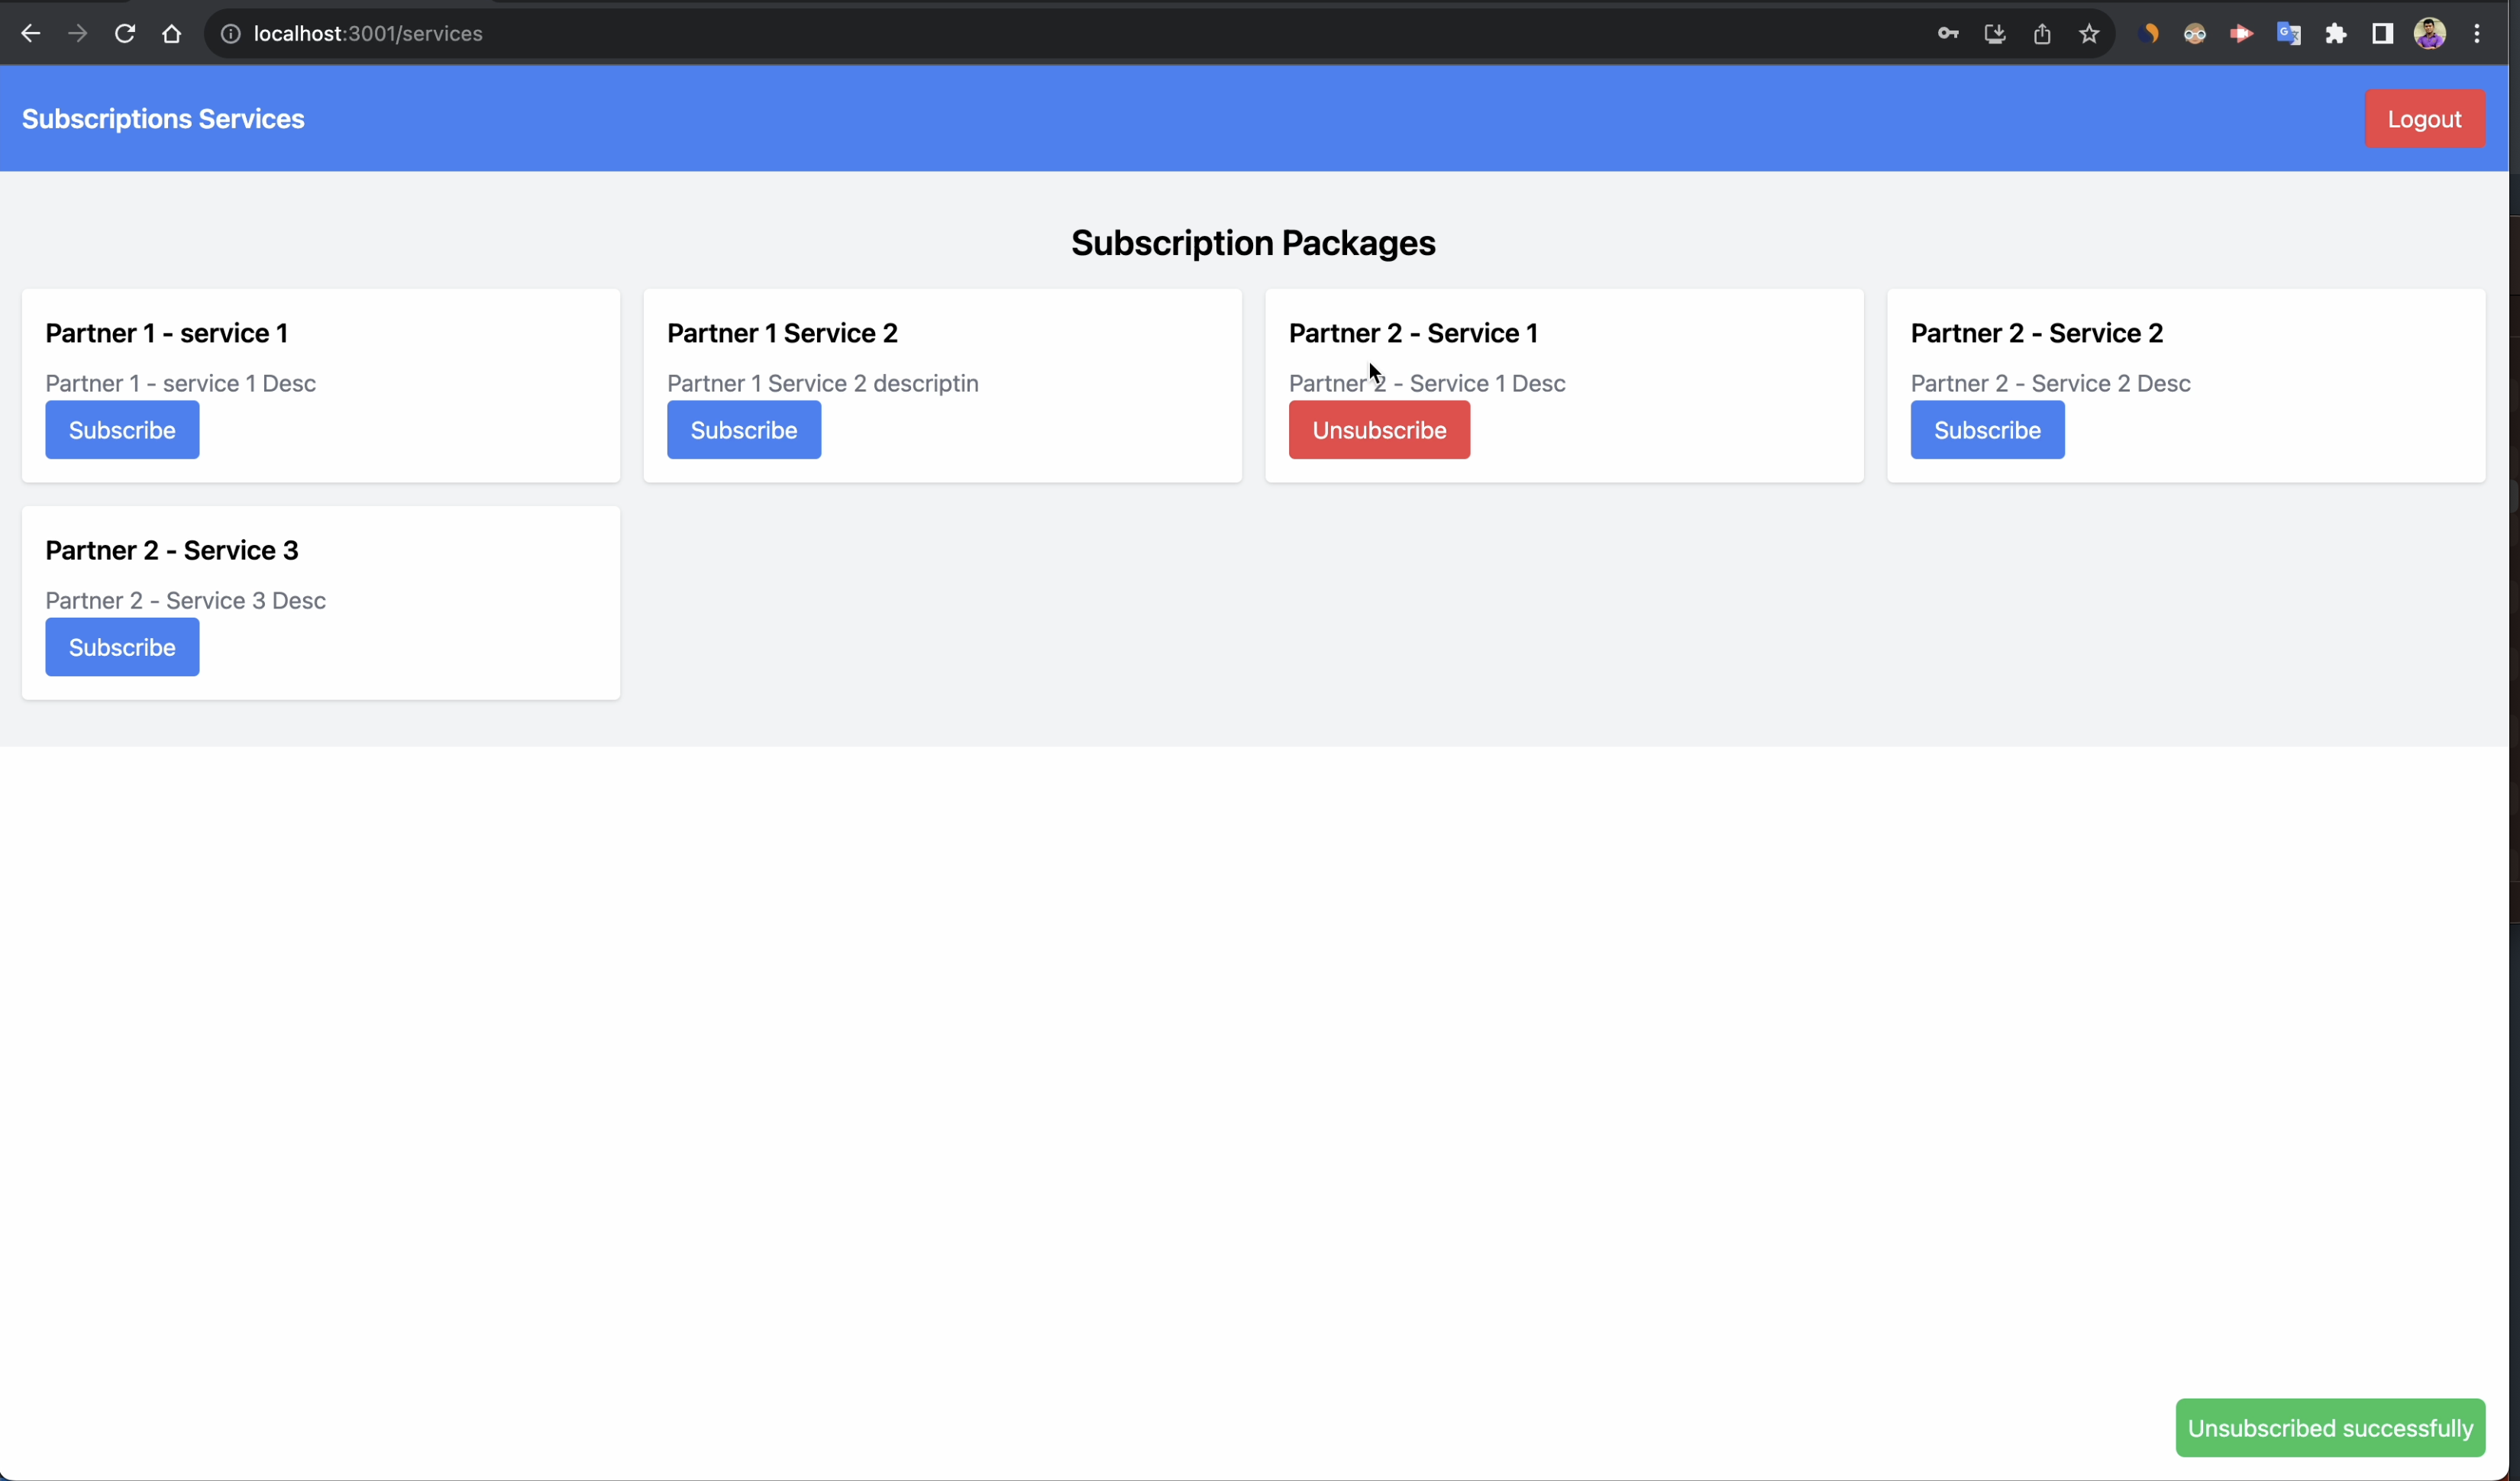 localhost:3001/services
Subscriptions Services
Logout
Subscription Packages
Partner 1 - service 1
Partner 1 - service 1 Desc
Subscribe
Partner 1 Service 2
Partner 1 Service 2 descriptin
Subscribe
Partner 2 - Service 1
Partner 2 - Service 1 Desc
Unsubscribe
Partner 2 - Service 2
Partner 2 - Service 2 Desc
Subscribe
Partner 2 - Service 3
Partner 2 - Service 3 Desc
Subscribe
Unsubscribed successfully